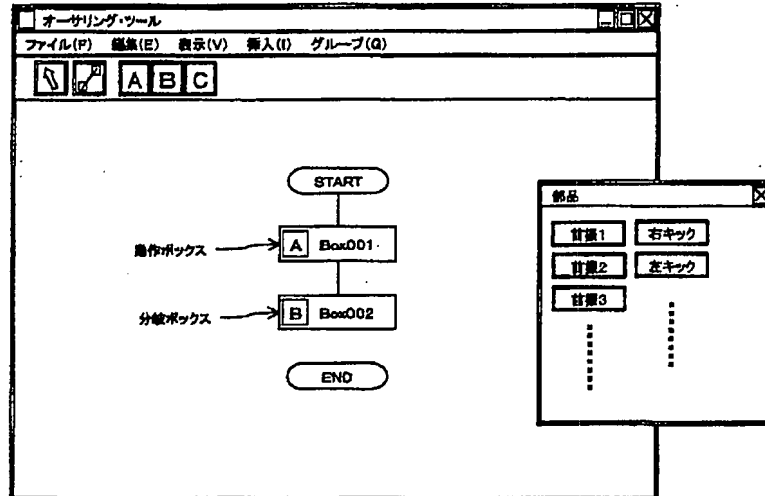 オーサリング・ツール
ファイル(F) 編集(E) 表示(V) 挿入(I) グループ(G)
A B C
START
動作ボックス
A Box001
分岐ボックス
B Box002
END
部品
首振1 右キック
首振2 左キック
首振3